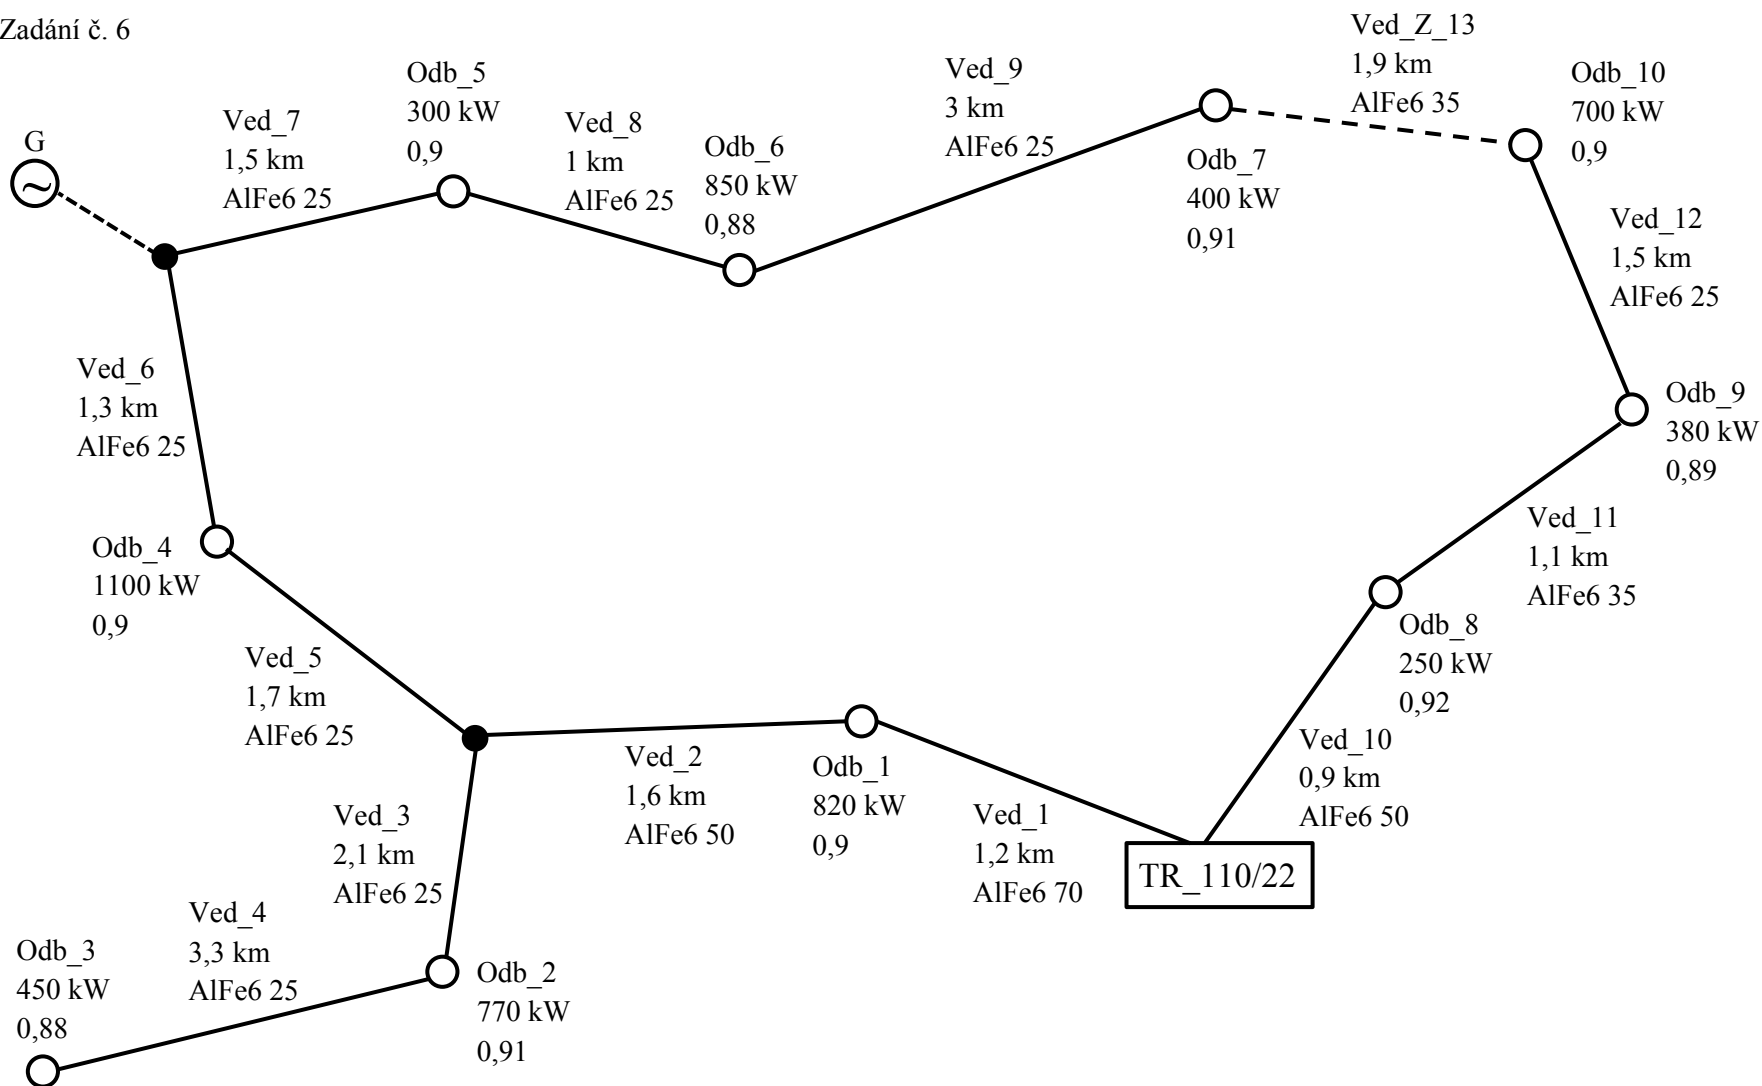 Zadání č. 6
Ved_Z_13
1,9 km
AlFe6 35
Odb_10
700 kW
0,9
Odb_5
300 kW
0,9
Ved_9
3 km
AlFe6 25
Ved_7
1,5 km
AlFe6 25
Ved_8
1 km
AlFe6 25
G
~
Odb_6
850 kW
0,88
Odb_7
400 kW
0,91
Ved_12
1,5 km
AlFe6 25
Ved_6
1,3 km
AlFe6 25
Odb_9
380 kW
0,89
Ved_11
1,1 km
AlFe6 35
Odb_4
1100 kW
0,9
Odb_8
250 kW
0,92
Ved_5
1,7 km
AlFe6 25
Ved_2
1,6 km
AlFe6 50
Odb_1
820 kW
0,9
Ved_10
0,9 km
AlFe6 50
Ved_1
1,2 km
AlFe6 70
TR_110/22
Ved_3
2,1 km
AlFe6 25
Ved_4
3,3 km
AlFe6 25
Odb_3
450 kW
0,88
Odb_2
770 kW
0,91